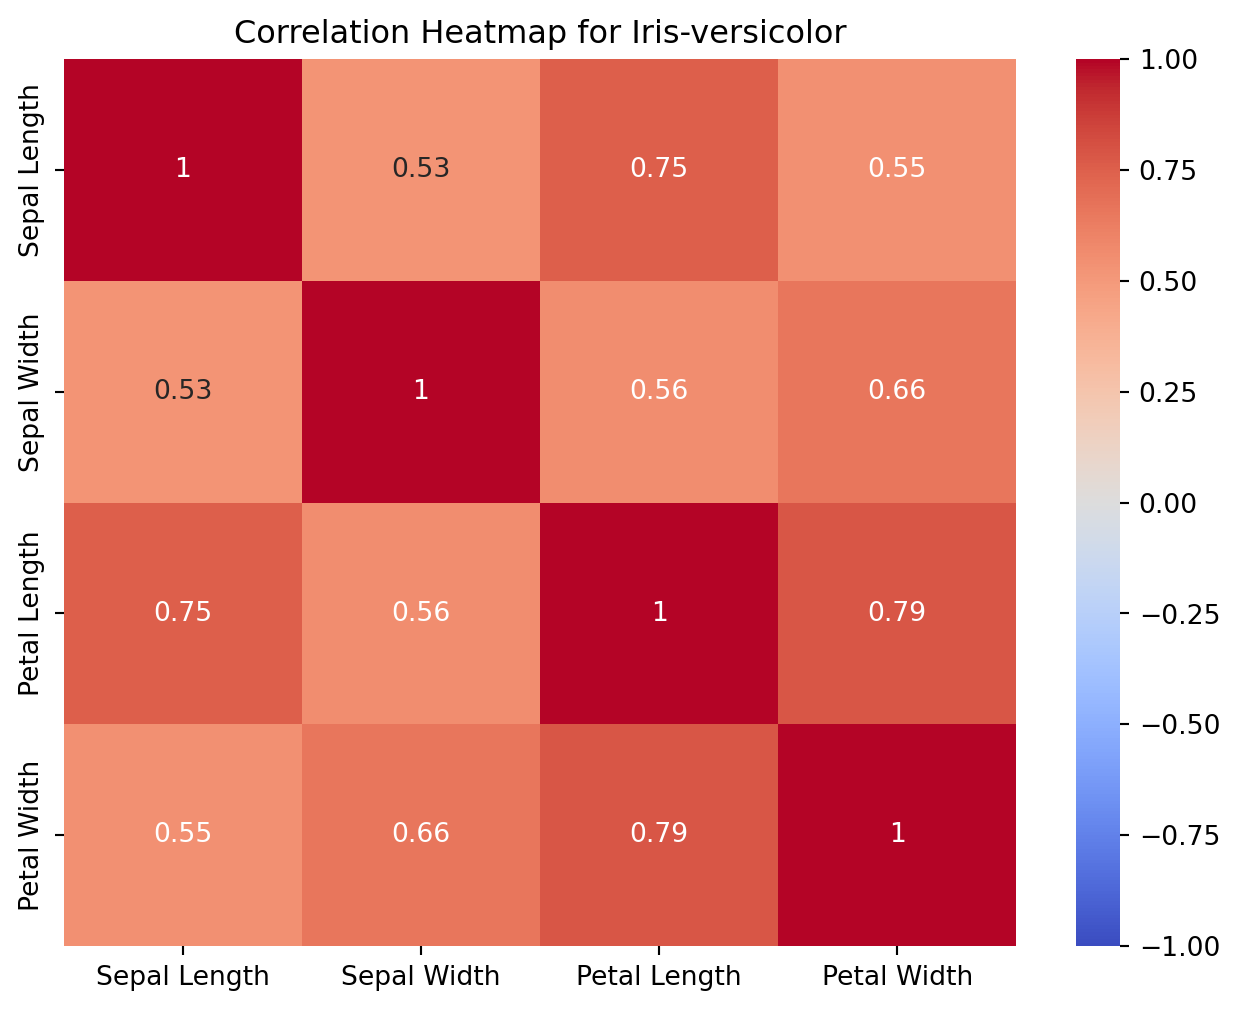 Correlation Heatmap for Iris-versicolor
Sepal Length
1
0.53
0.75
0.55
Sepal Width
0.53
1
0.56
0.66
Petal Length
0.75
0.56
1
0.79
Petal Width
0.55
0.66
0.79
1
Sepal Length
Sepal Width
Petal Length
Petal Width
1.00
0.75
0.50
0.25
0.00
−0.25
−0.50
−0.75
−1.00